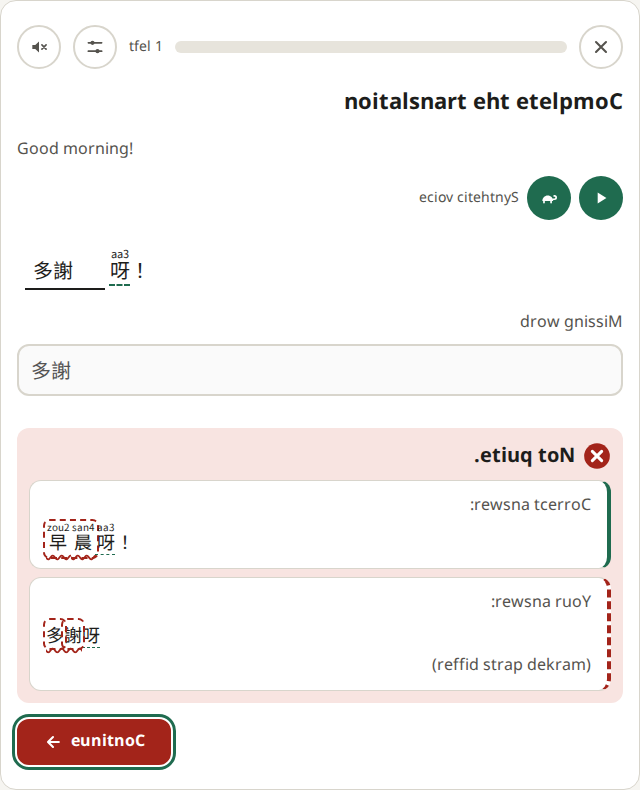 tfel 1
noitalsnart eht etelpmoC
Good morning!
eciov citehtnyS
aa3
多謝 呀！
drow gnissiM
多謝
.etiuq toN
:rewsna tcerroC
zou2 san4 aa3
早晨呀！
:rewsna ruoY
多謝呀
(reffid strap dekram)
eunitnoC